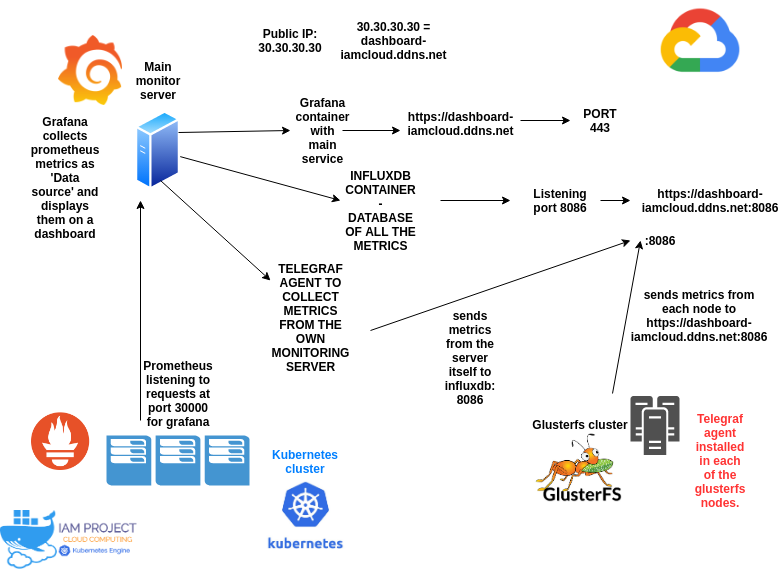 Public IP:
30.30.30.30
30.30.30.30 =
dashboard-
iamcloud.ddns.net
Main
monitor
server
Grafana
collects
prometheus
metrics as
'Data
source' and
displays
them on a
dashboard
Grafana
container
with
main
service
https://dashboard-
iamcloud.ddns.net
PORT
443
INFLUXDB
CONTAINER
-
DATABASE
OF ALL THE
METRICS
Listening
port 8086
https://dashboard-
iamcloud.ddns.net:8086
:8086
TELEGRAF
AGENT TO
COLLECT
METRICS
FROM THE
OWN
MONITORING
SERVER
sends
metrics
from the
server
itself to
influxdb:
8086
sends metrics from
each node to
https://dashboard-
iamcloud.ddns.net:8086
Prometheus
listening to
requests at
port 30000
for grafana
Kubernetes
cluster
kubernetes
Glusterfs cluster
GlusterFS
Telegraf
agent
installed
in each
of the
glusterfs
nodes.
IAM PROJECT
CLOUD COMPUTING
Kubernetes Engine